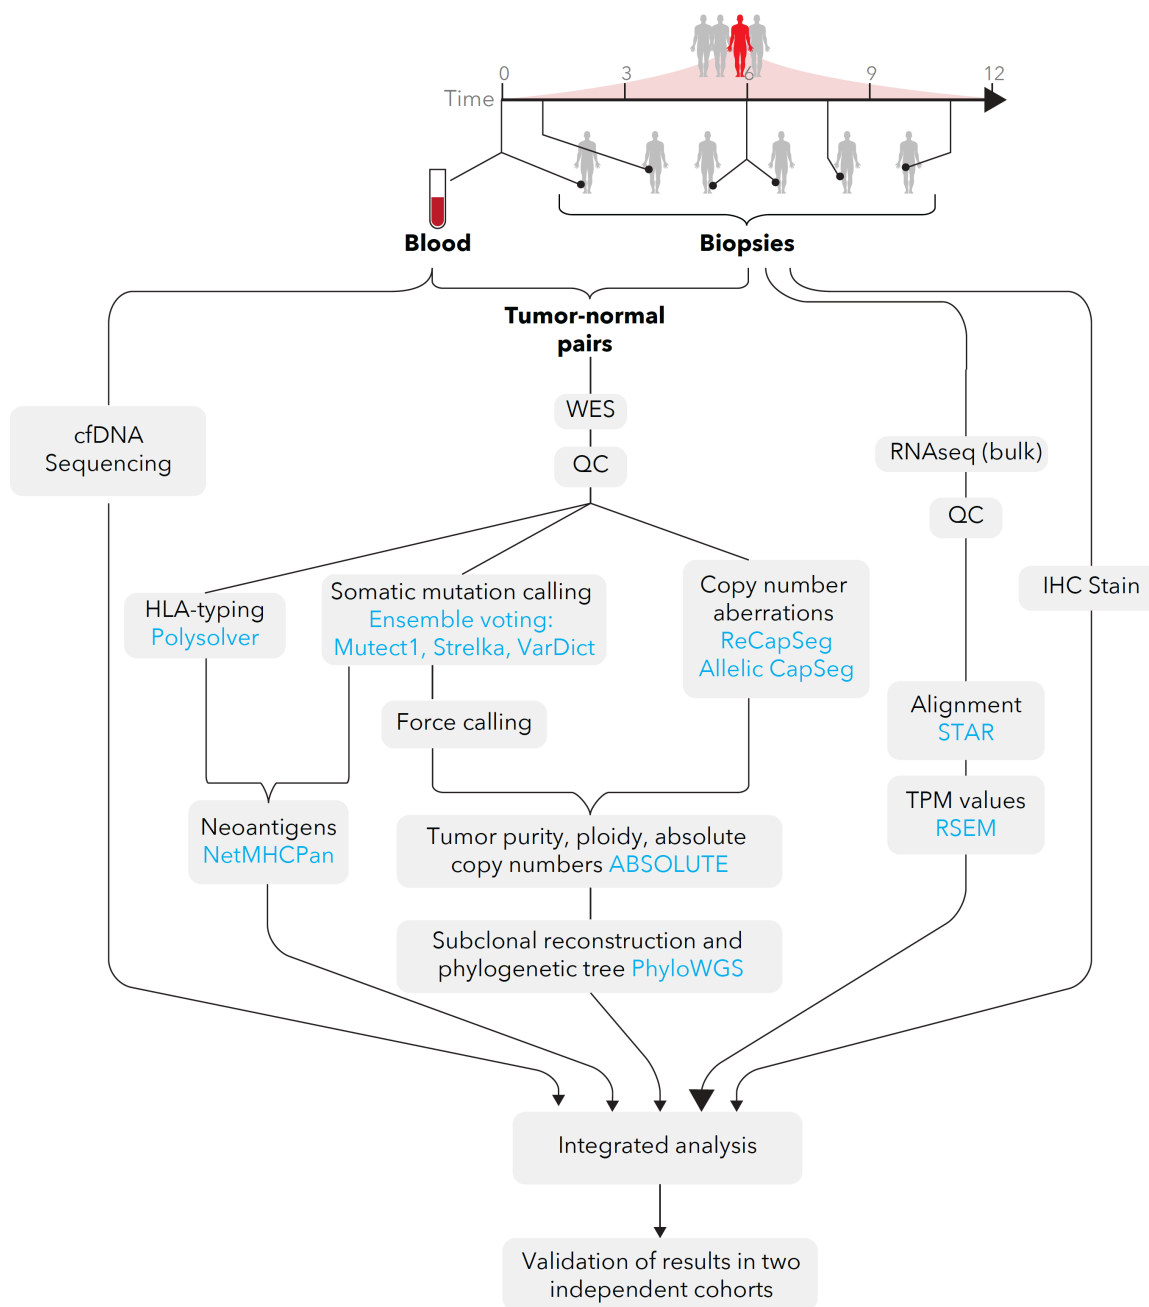 0 3 6 9 12
Time
Blood
Biopsies
Tumor-normal
pairs
WES
cfDNA
Sequencing
RNAseq (bulk)
QC
QC
HLA-typing
Polysolver
Somatic mutation calling
Ensemble voting:
Mutect1, Strelka, VarDict
Copy number
aberrations
ReCapSeg
Allelic CapSeg
IHC Stain
Force calling
Alignment
STAR
Neoantigens
NetMHCPan
Tumor purity, ploidy, absolute
copy numbers ABSOLUTE
TPM values
RSEM
Subclonal reconstruction and
phylogenetic tree PhyloWGS
Integrated analysis
Validation of results in two
independent cohorts